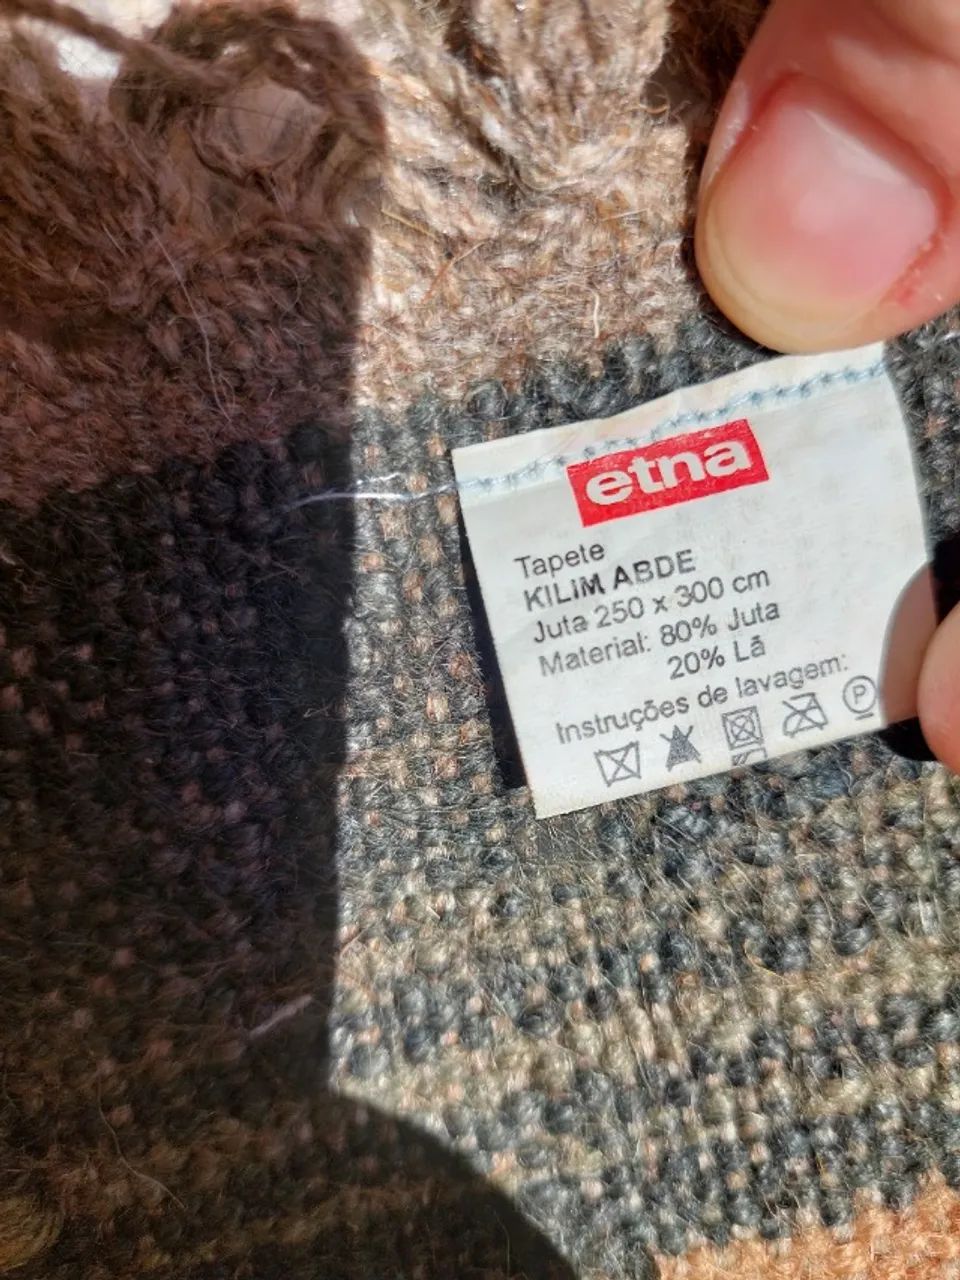 etna
Tapete
KILIM ABDE
Juta 250 x 300 cm
Material: 80% Juta
20% Lã
Instruções de lavagem:
P